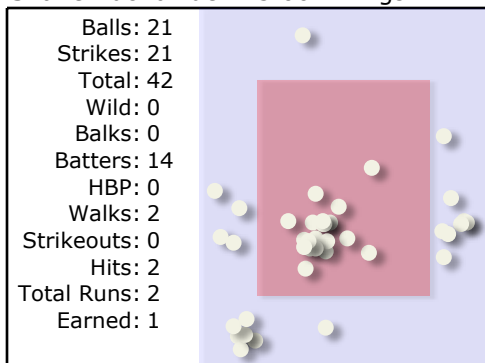 Balls: 21
Strikes: 21
Total: 42
Wild: 0
Balks: 0
Batters: 14
HBP: 0
Walks: 2
Strikeouts: 0
Hits: 2
Total Runs: 2
Earned: 1